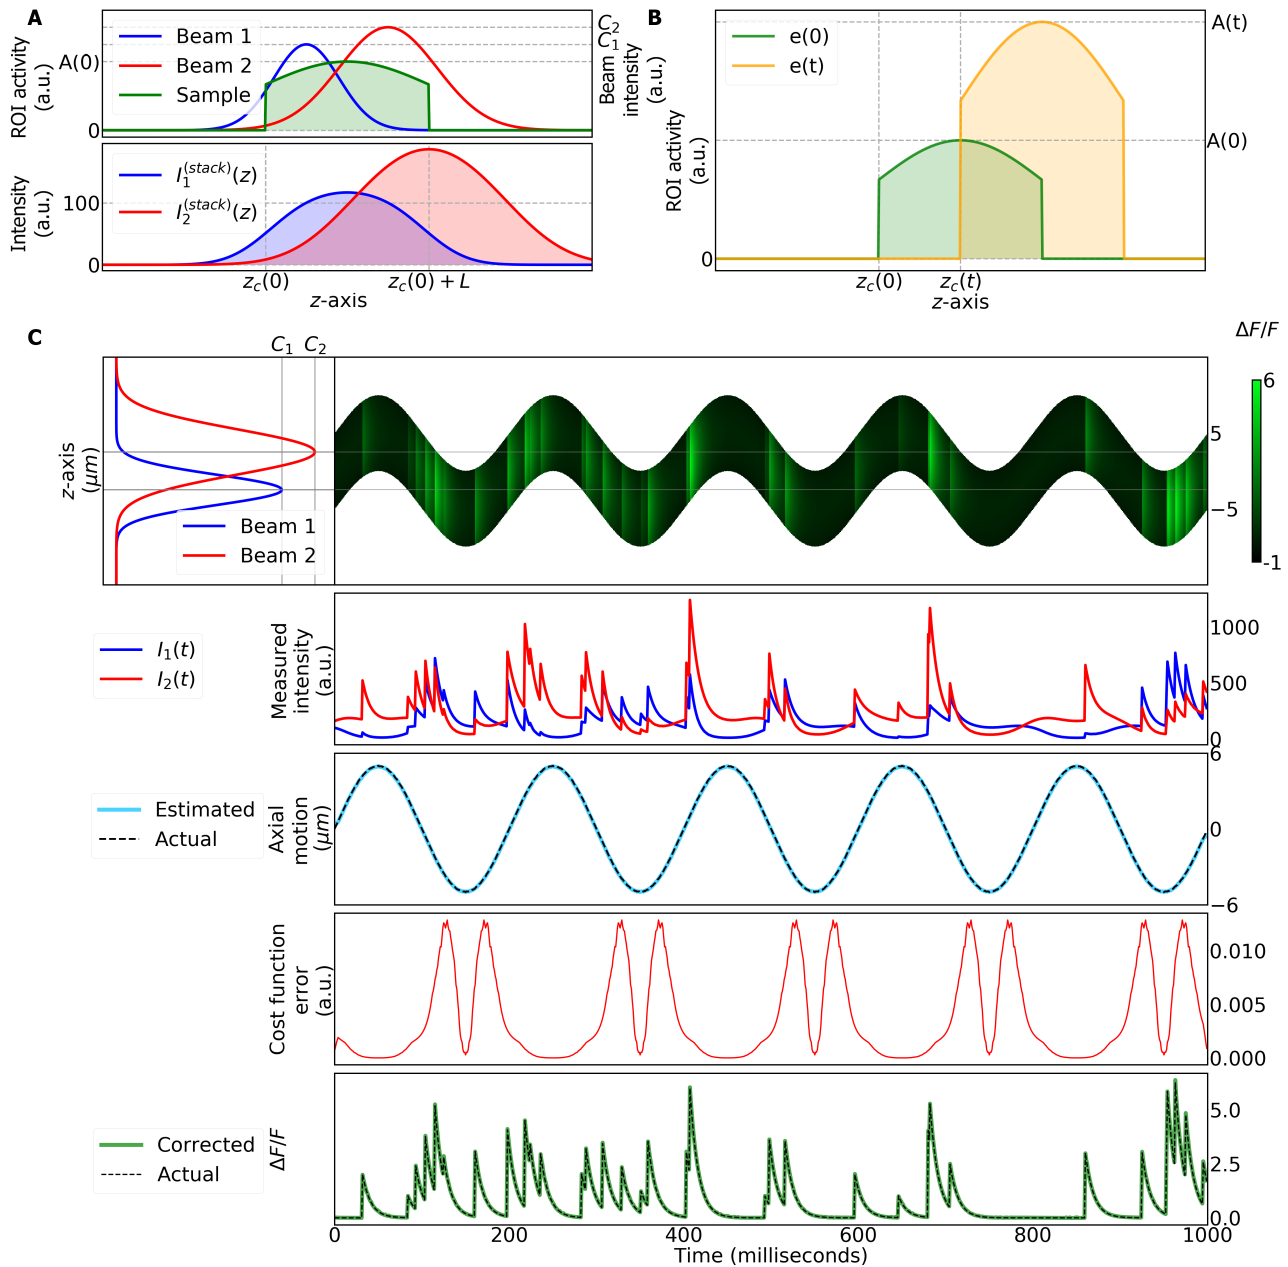 A
ROI activity
(a.u.)
A(0)
0
Beam 1
Beam 2
Sample
C₂
C₁
Beam
intensity
(a.u.)
Intensity
(a.u.)
100
0
I₁^(stack)(z)
I₂^(stack)(z)
z_c(0)
z_c(0) + L
z-axis
B
ROI activity
(a.u.)
0
e(0)
e(t)
A(t)
A(0)
z_c(0)
z_c(t)
z-axis
C
C₁ C₂
z-axis
(μm)
Beam 1
Beam 2
5
−5
ΔF/F
6
-1
I₁(t)
I₂(t)
Measured
intensity
(a.u.)
1000
500
0
Estimated
Actual
Axial
motion
(μm)
6
0
−6
Cost function
error
(a.u.)
0.010
0.005
0.000
Corrected
Actual
ΔF/F
5.0
2.5
0.0
0 200 400 600 800 1000
Time (milliseconds)